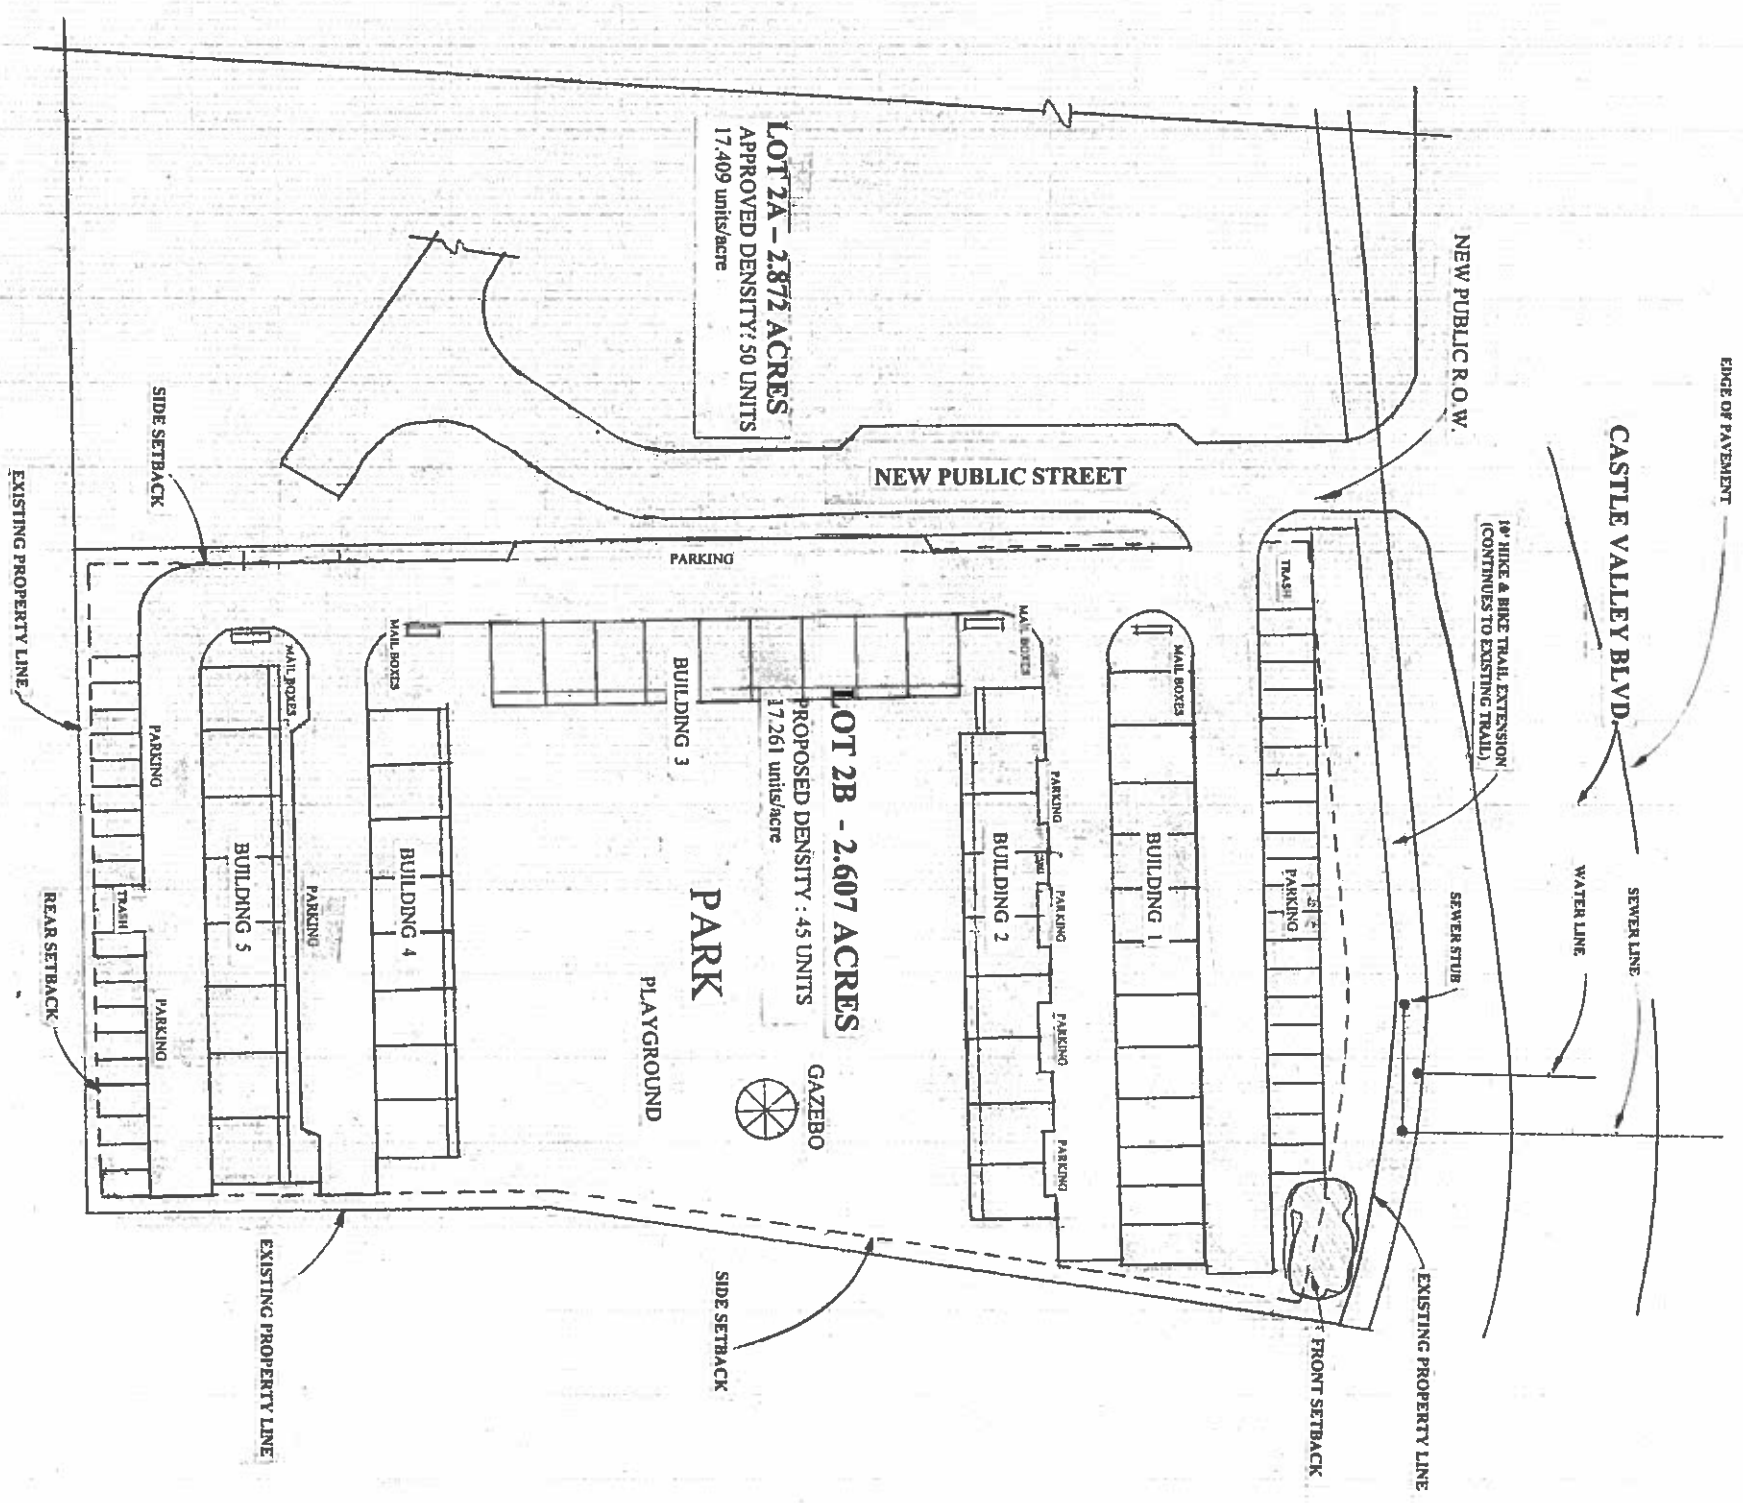 EDGE OF PAVEMENT
CASTLE VALLEY BLVD.
SEWER LINE
WATER LINE
10' HIKE & BIKE TRAIL EXTENSION
(CONTINUES TO EXISTING TRAIL)
NEW PUBLIC R.O.W
SEWER STUB
EXISTING PROPERTY LINE
FRONT SETBACK
TRASH
PARKING
NEW PUBLIC STREET
MAIL BOXES
BUILDING 1
PARKING
PARKING
PARKING
PARKING
BUILDING 2
MAIL BOXES
LOT 2A – 2.872 ACRES
APPROVED DENSITY: 50 UNITS
17.409 units/acre
LOT 2B - 2.607 ACRES
PROPOSED DENSITY : 45 UNITS
17.261 units/acre
GAZEBO
PARK
PLAYGROUND
SIDE SETBACK
PARKING
BUILDING 3
MAIL BOXES
BUILDING 4
PARKING
MAIL BOXES
BUILDING 5
EXISTING PROPERTY LINE
SIDE SETBACK
PARKING
PARKING
TRASH
REAR SETBACK
EXISTING PROPERTY LINE